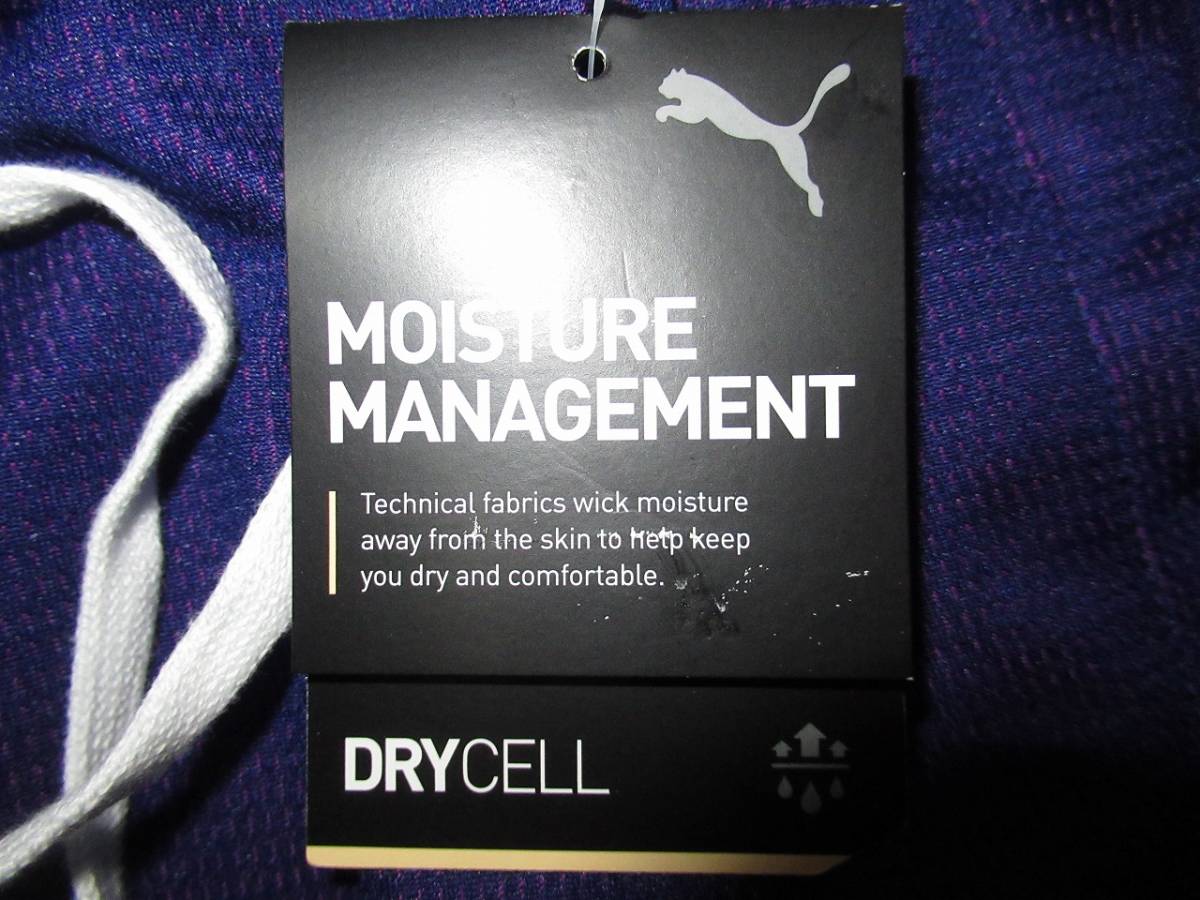 MOISTURE
MANAGEMENT
Technical fabrics wick moisture
away from the skin to help keep
you dry and comfortable.
DRYCELL